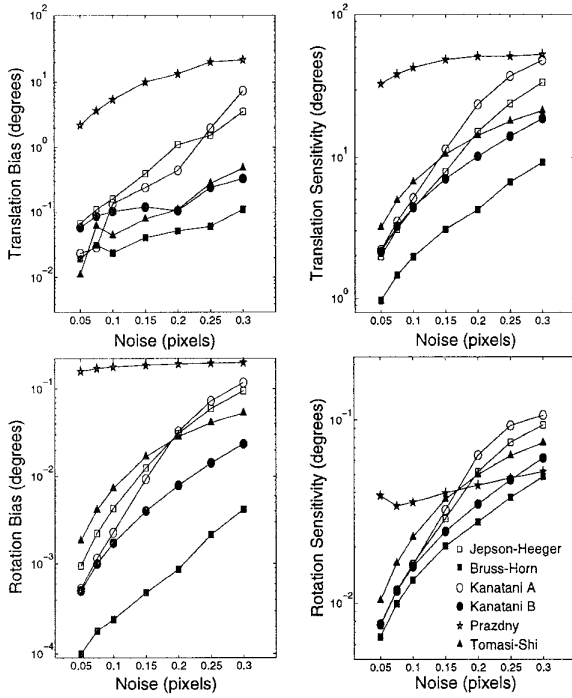 Translation Bias (degrees)
10²
10¹
10⁰
10⁻¹
10⁻²
0.05 0.1 0.15 0.2 0.25 0.3
Noise (pixels)
Translation Sensitivity (degrees)
10²
10¹
10⁰
0.05 0.1 0.15 0.2 0.25 0.3
Noise (pixels)
Rotation Bias (degrees)
10⁻¹
10⁻²
10⁻³
10⁻⁴
0.05 0.1 0.15 0.2 0.25 0.3
Noise (pixels)
Rotation Sensitivity (degrees)
10⁻¹
10⁻²
0.05 0.1 0.15 0.2 0.25 0.3
Noise (pixels)
Jepson-Heeger
Bruss-Horn
Kanatani A
Kanatani B
Prazdny
Tomasi-Shi